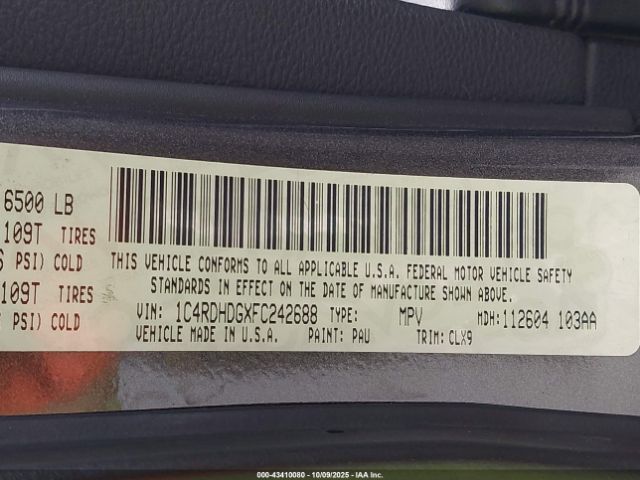 6500 LB
109T TIRES
PSI) COLD
109T TIRES
PSI) COLD
THIS VEHICLE CONFORMS TO ALL APPLICABLE U.S.A. FEDERAL MOTOR VEHICLE SAFETY
STANDARDS IN EFFECT ON THE DATE OF MANUFACTURE SHOWN ABOVE.
VIN: 1C4RDHDGXFC242688 TYPE: MPV MDH: 112604 103AA
VEHICLE MADE IN U.S.A. PAINT: PAU TRIM: CLX9
000-43410080 - 10/09/2025 - IAA Inc.